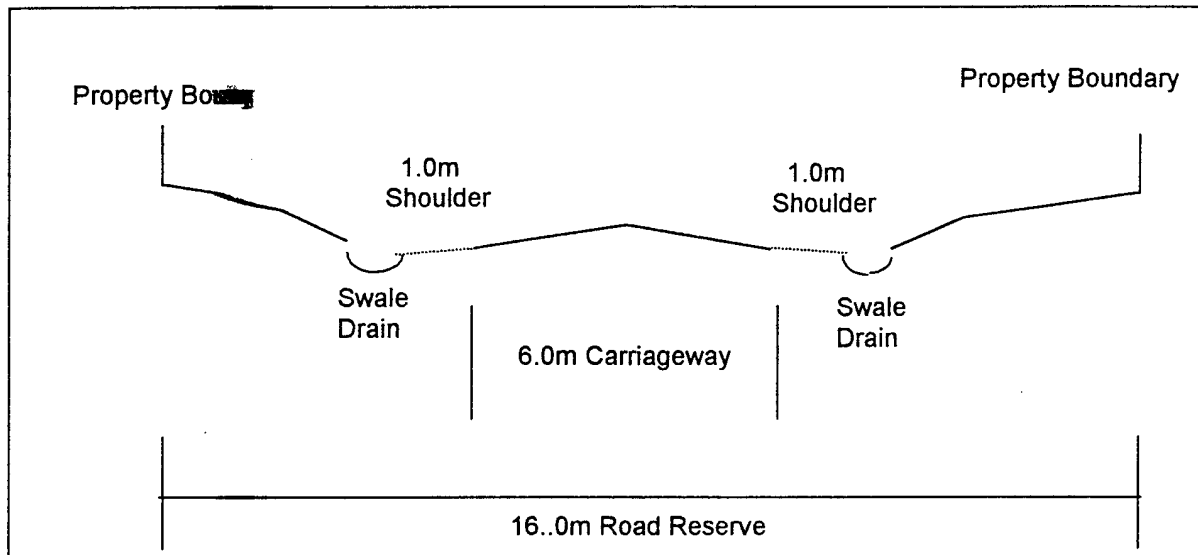 Property
Property Boundary
1.0m
Shoulder
1.0m
Shoulder
Swale
Drain
Swale
Drain
6.0m Carriageway
16..0m Road Reserve